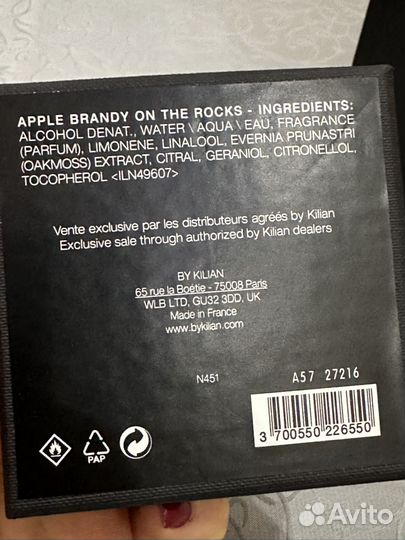 APPLE BRANDY ON THE ROCKS - INGREDIENTS:
ALCOHOL DENAT., WATER \ AQUA \ EAU, FRAGRANCE
(PARFUM), LIMONENE, LINALOOL, EVERNIA PRUNASTRI
(OAKMOSS) EXTRACT, CITRAL, GERANIOL, CITRONELLOL,
TOCOPHEROL <ILN49607>
Vente exclusive par les distributeurs agréés by Kilian
Exclusive sale through authorized by Kilian dealers
BY KILIAN
65 rue la Boétie - 75008 Paris
WLB LTD, GU32 3DD, UK
Made in France
www.bykilian.com
N451
A57 27216
3 700550 226550
PAP
Avito